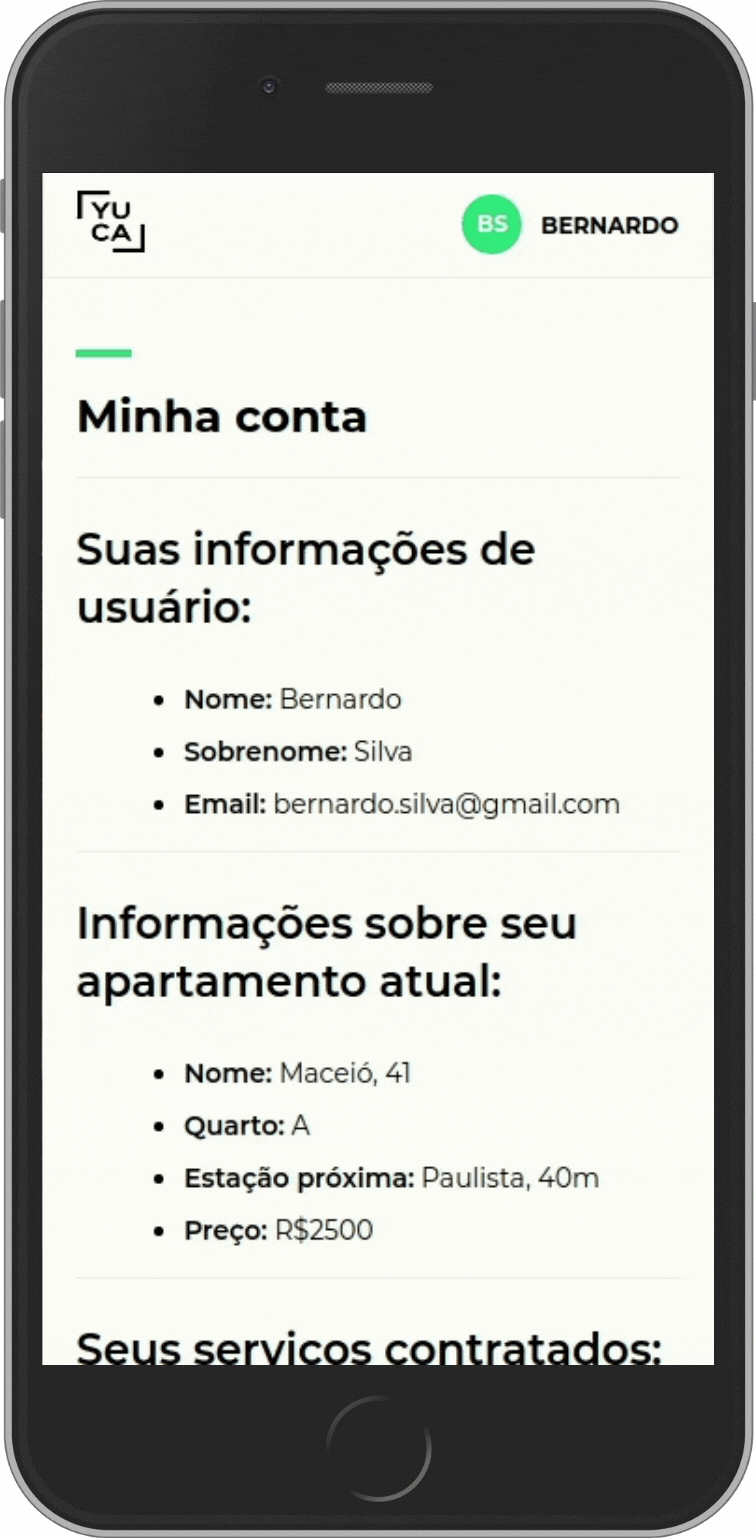 YU
CA
BS
BERNARDO
Minha conta
Suas informações de
usuário:
• Nome: Bernardo
• Sobrenome: Silva
• Email: bernardo.silva@gmail.com
Informações sobre seu
apartamento atual:
• Nome: Maceió, 41
• Quarto: A
• Estação próxima: Paulista, 40m
• Preço: R$2500
Seus serviços contratados: